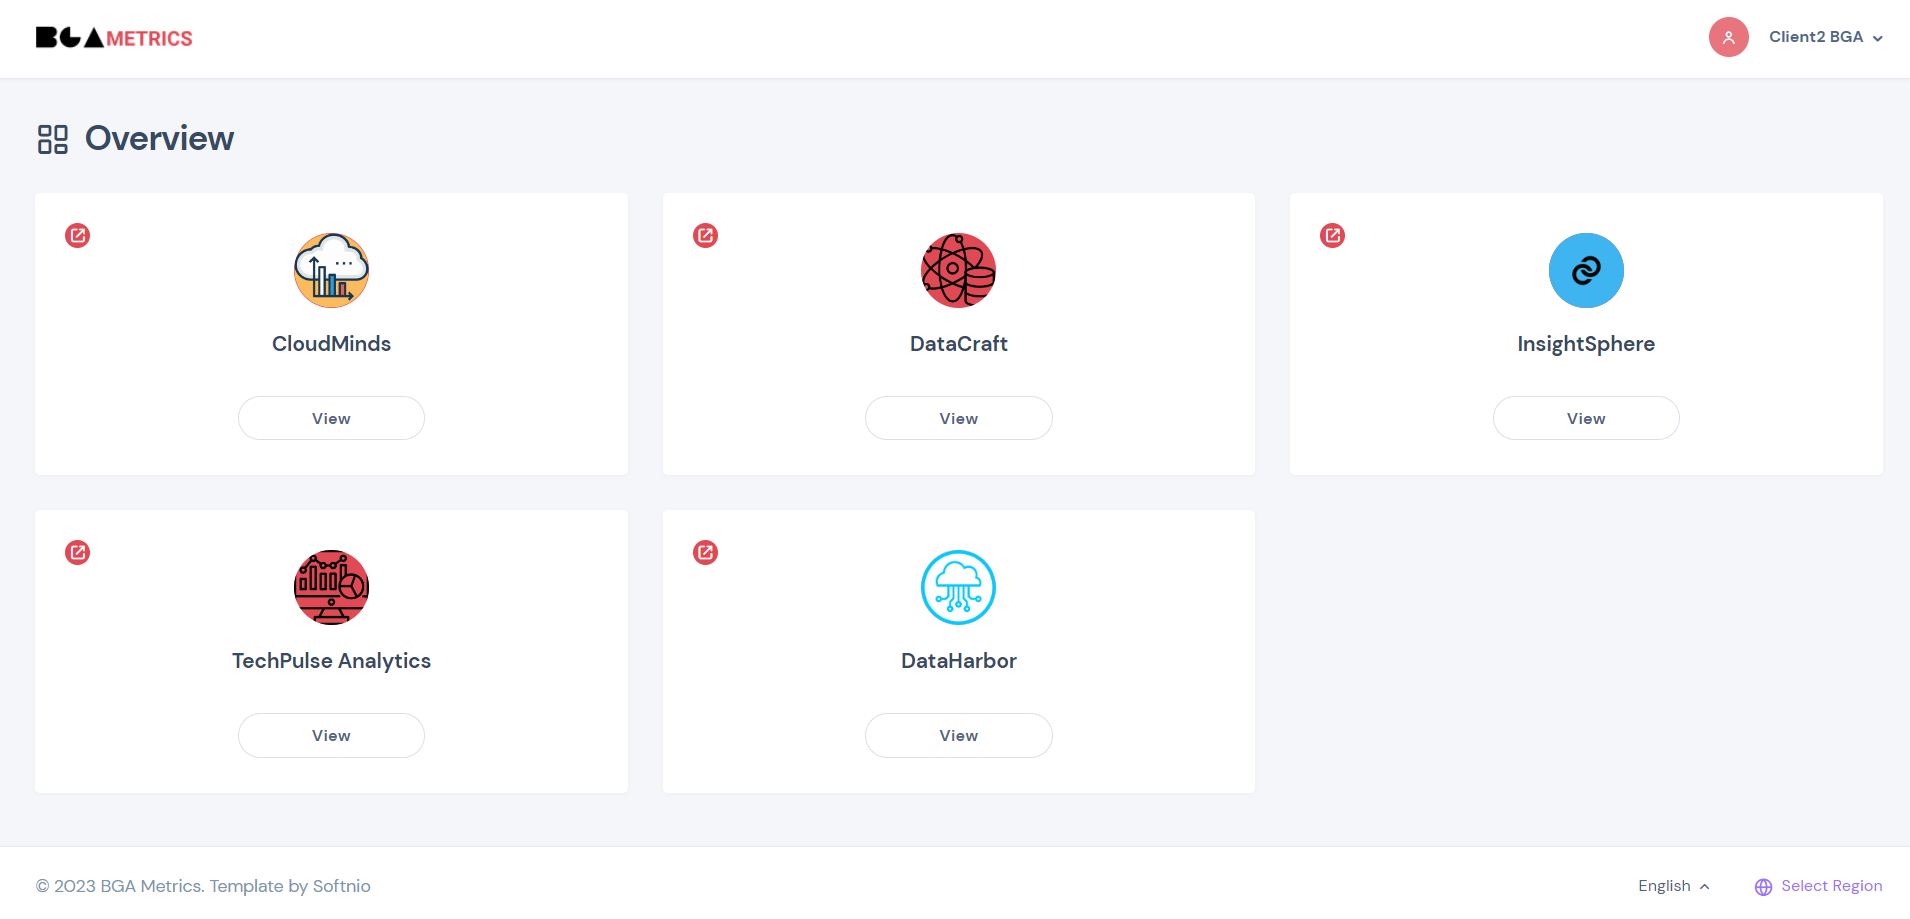 BGA METRICS
Client2 BGA
Overview
CloudMinds
View
DataCraft
View
InsightSphere
View
TechPulse Analytics
View
DataHarbor
View
© 2023 BGA Metrics. Template by Softnio
English
Select Region